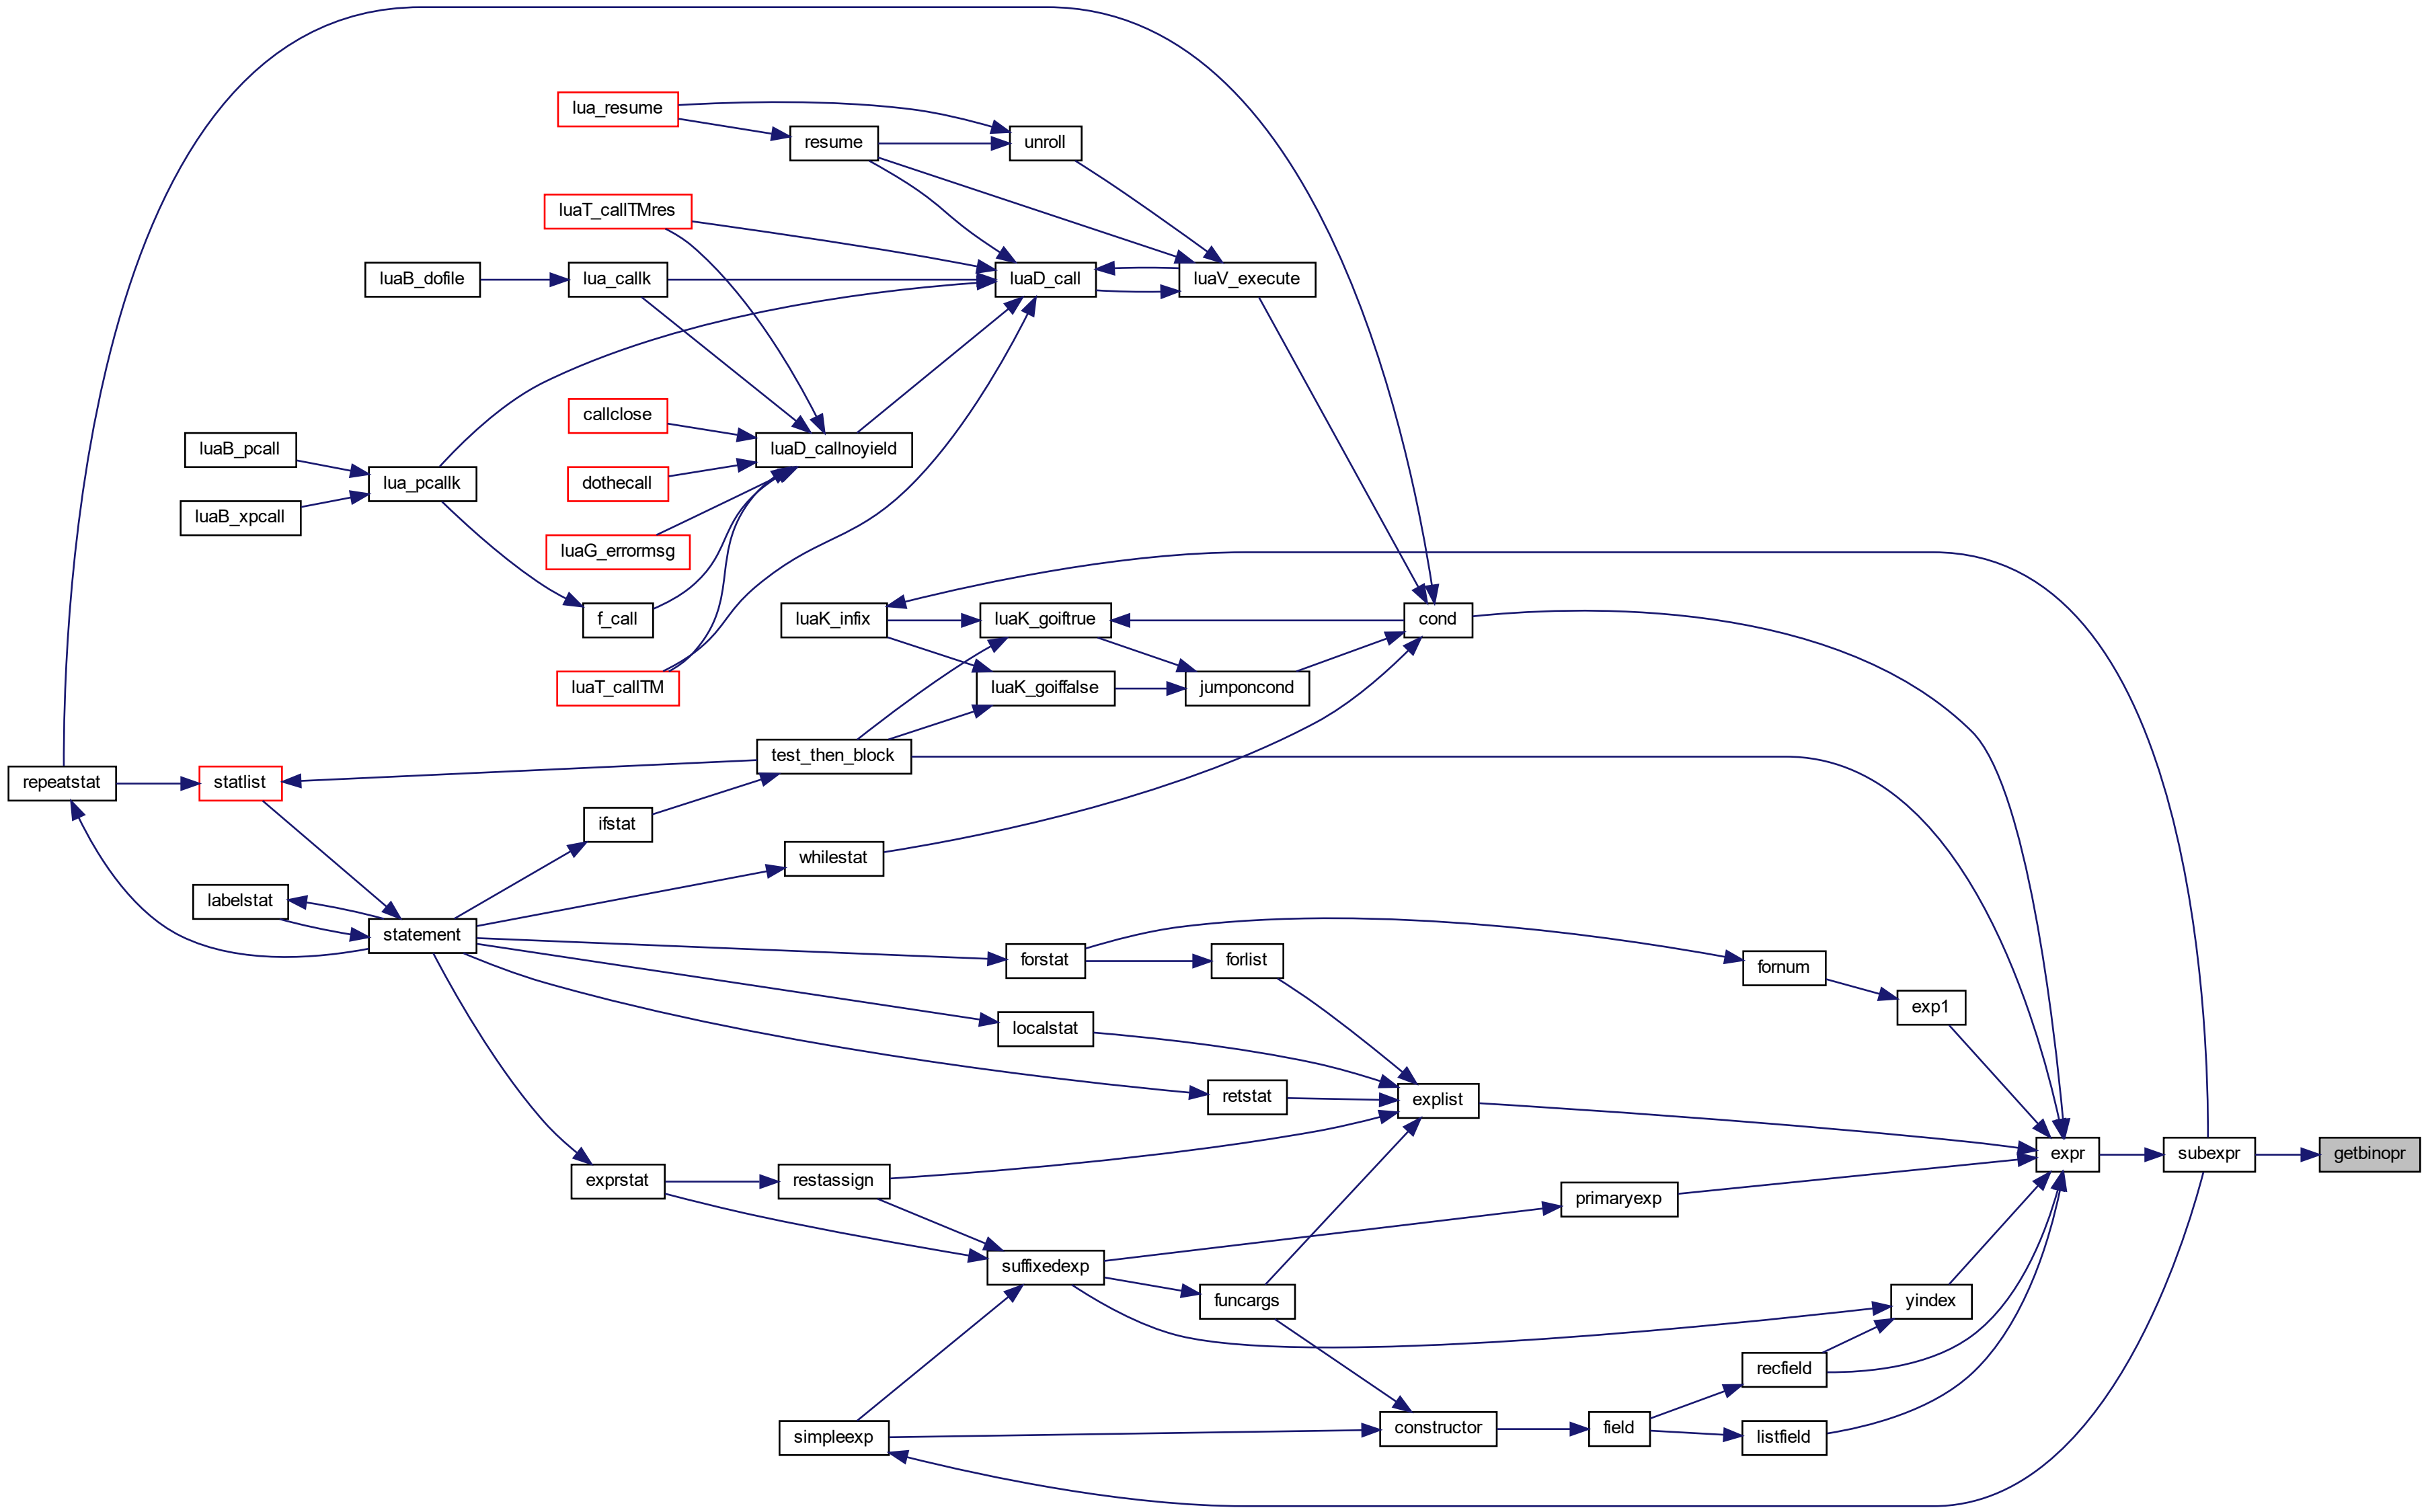 lua_resume
resume
unroll
luaT_callTMres
luaB_dofile
lua_callk
luaD_call
luaV_execute
callclose
luaB_pcall
luaD_callnoyield
lua_pcallk
dothecall
luaB_xpcall
luaG_errormsg
f_call
luaK_infix
luaK_goiftrue
cond
luaT_callTM
luaK_goiffalse
jumponcond
test_then_block
repeatstat
statlist
ifstat
whilestat
labelstat
statement
forstat
forlist
fornum
exp1
localstat
retstat
explist
expr
subexpr
getbinopr
exprstat
restassign
primaryexp
suffixedexp
funcargs
yindex
recfield
simpleexp
constructor
field
listfield